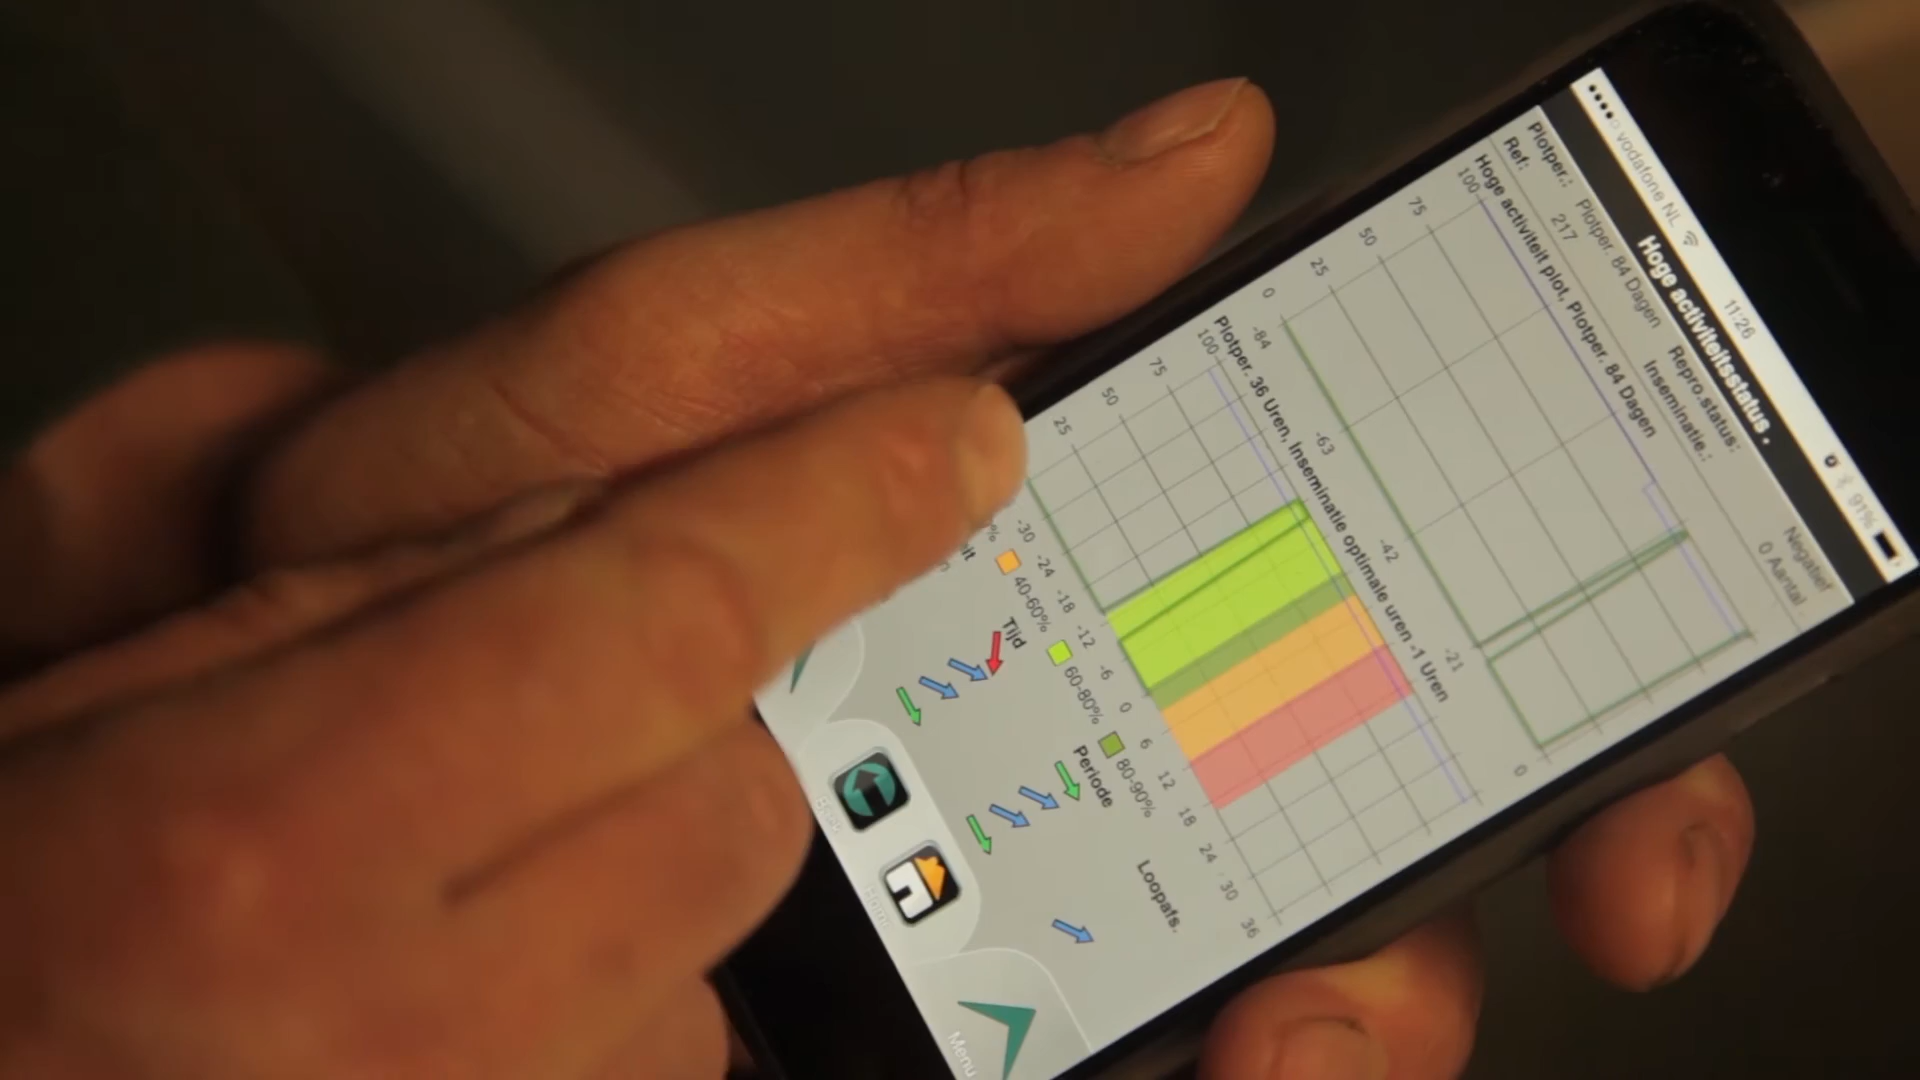 vodafone NL 11:26 91%
Hoge activiteitsstatus .
Plotper.: Plotper. 84 Dagen Repro.status: Negatief
Ref: 217 Inseminatie.: 0 Aantal
Hoge activiteit plot, Plotper. 84 Dagen
100
75
50
25
0
-84 -63 -42 -21 0
Plotper. 36 Uren, Inseminatie optimale uren -1 Uren
100
75
50
25
-30 -24 -18 -12 -6 0 6 12 18 24 30 36
% 40-60% 60-80% 80-90%
Tijd Periode Loopafs.
Home Menu